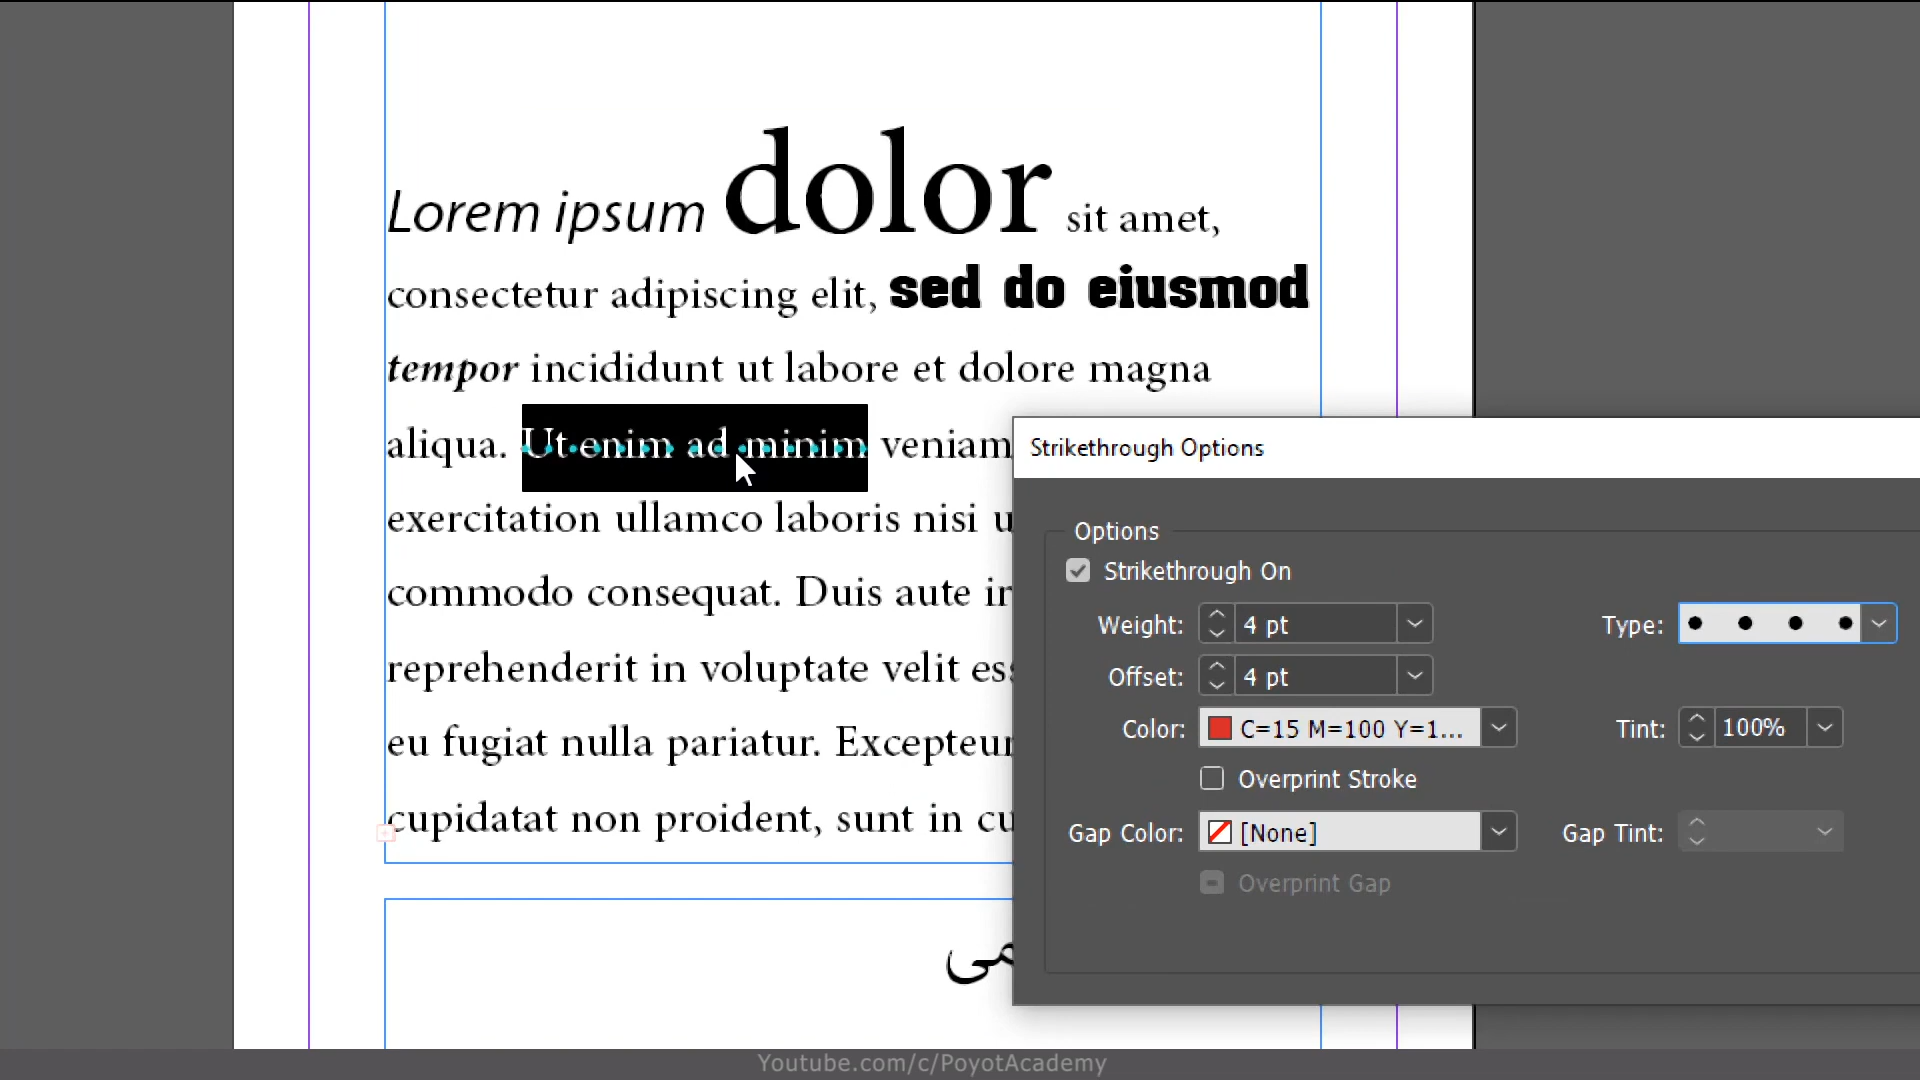 Lorem ipsum dolor sit amet,
consectetur adipiscing elit, sed do eiusmod
tempor incididunt ut labore et dolore magna
aliqua. Ut enim ad minim veniam
exercitation ullamco laboris nisi u
commodo consequat. Duis aute ir
reprehenderit in voluptate velit ess
eu fugiat nulla pariatur. Excepteur
cupidatat non proident, sunt in cu
می
Strikethrough Options
Options
Strikethrough On
Weight: 4 pt Type:
Offset: 4 pt
Color: C=15 M=100 Y=1... Tint: 100%
Overprint Stroke
Gap Color: [None] Gap Tint:
Overprint Gap
Youtube.com/c/PoyotAcademy